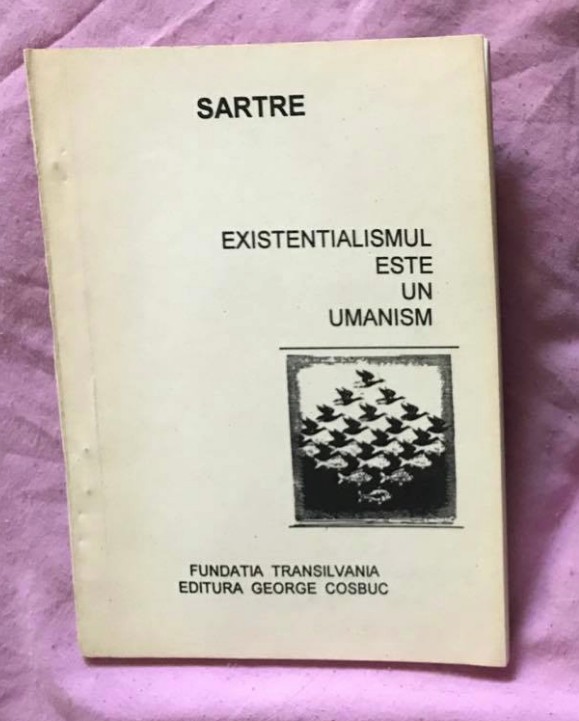 SARTRE
EXISTENTIALISMUL
ESTE
UN
UMANISM
FUNDATIA TRANSILVANIA
EDITURA GEORGE COSBUC